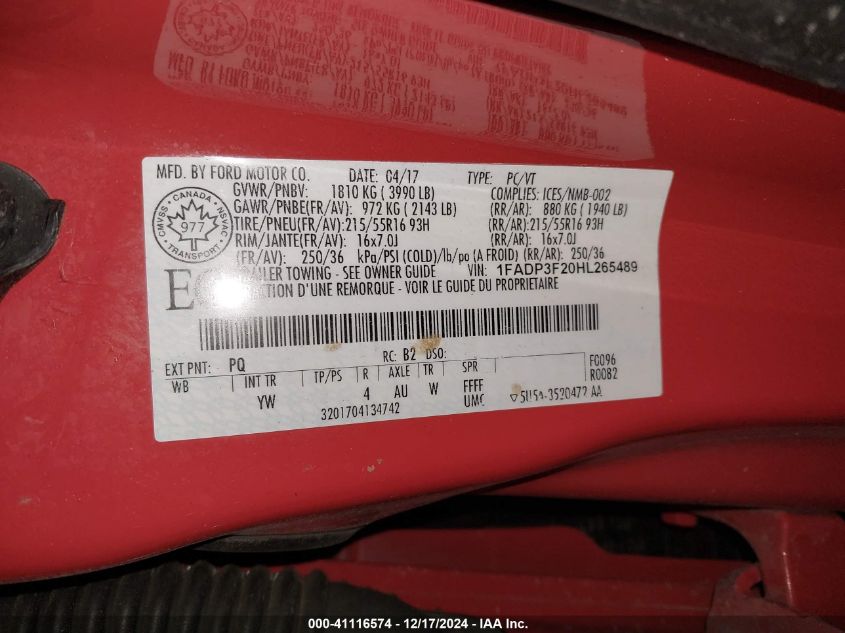 MFD. BY FORD MOTOR CO. DATE: 04/17 TYPE: PC/VT
GVWR/PNBV: 1810 KG ( 3990 LB) COMPLIES: ICES/NMB-002
GAWR/PNBE(FR/AV) 972 KG ( 2143 LB) (RR/AR) 880 KG ( 1940 LB)
TIRE/PNEU(FR/AV) :215/55R16 93H (RR/AR) :215/55R16 93H
RIM/JANTE(FR/AV) 16x7.0J (RR/AR) 16x7.0J
(FR/AV) 250/36 kPa/PSI (COLD)/lb/po (A FROID) (RR/AR) 250/36
TOWING - SEE OWNER GUIDE VIN: 1FADP3F20HL265489
D'UNE REMORQUE - VOIR LE GUIDE DU PROPRIETAIRE
CANADA
CMVSS
977
NSVAC
TRANSPORT
EXT PNT: PQ RC: B2 DSO: FC096
WB INT TR TP/PS R AXLE TR SPR R0082
YW 4 AU W FFFF
UMC
3201704134742
000-41116574 — 12/17/2024 — IAA Inc.